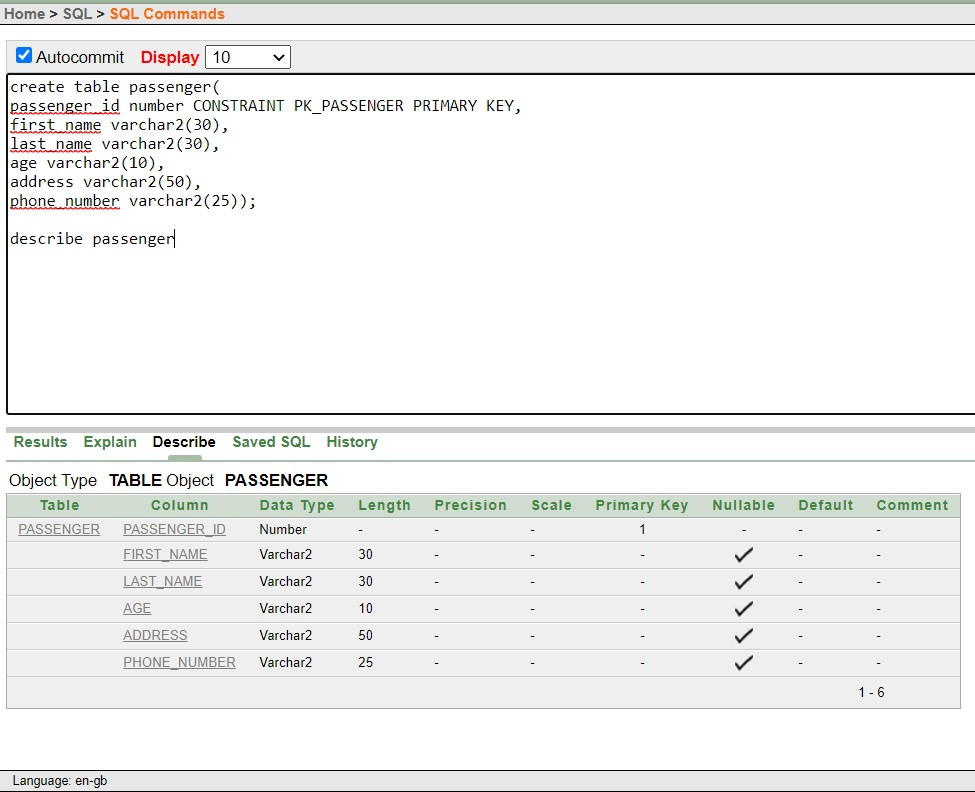 Home > SQL > SQL Commands
Autocommit Display 10
create table passenger(
passenger_id number CONSTRAINT PK_PASSENGER PRIMARY KEY,
first_name varchar2(30),
last_name varchar2(30),
age varchar2(10),
address varchar2(50),
phone_number varchar2(25));
describe passenger
Results Explain Describe Saved SQL History
Object Type TABLE Object PASSENGER
Table Column Data Type Length Precision Scale Primary Key Nullable Default Comment
PASSENGER PASSENGER_ID Number - - - 1 - - -
FIRST_NAME Varchar2 30 - - - ✓ - -
LAST_NAME Varchar2 30 - - - ✓ - -
AGE Varchar2 10 - - - ✓ - -
ADDRESS Varchar2 50 - - - ✓ - -
PHONE_NUMBER Varchar2 25 - - - ✓ - -
1 - 6
Language: en-gb